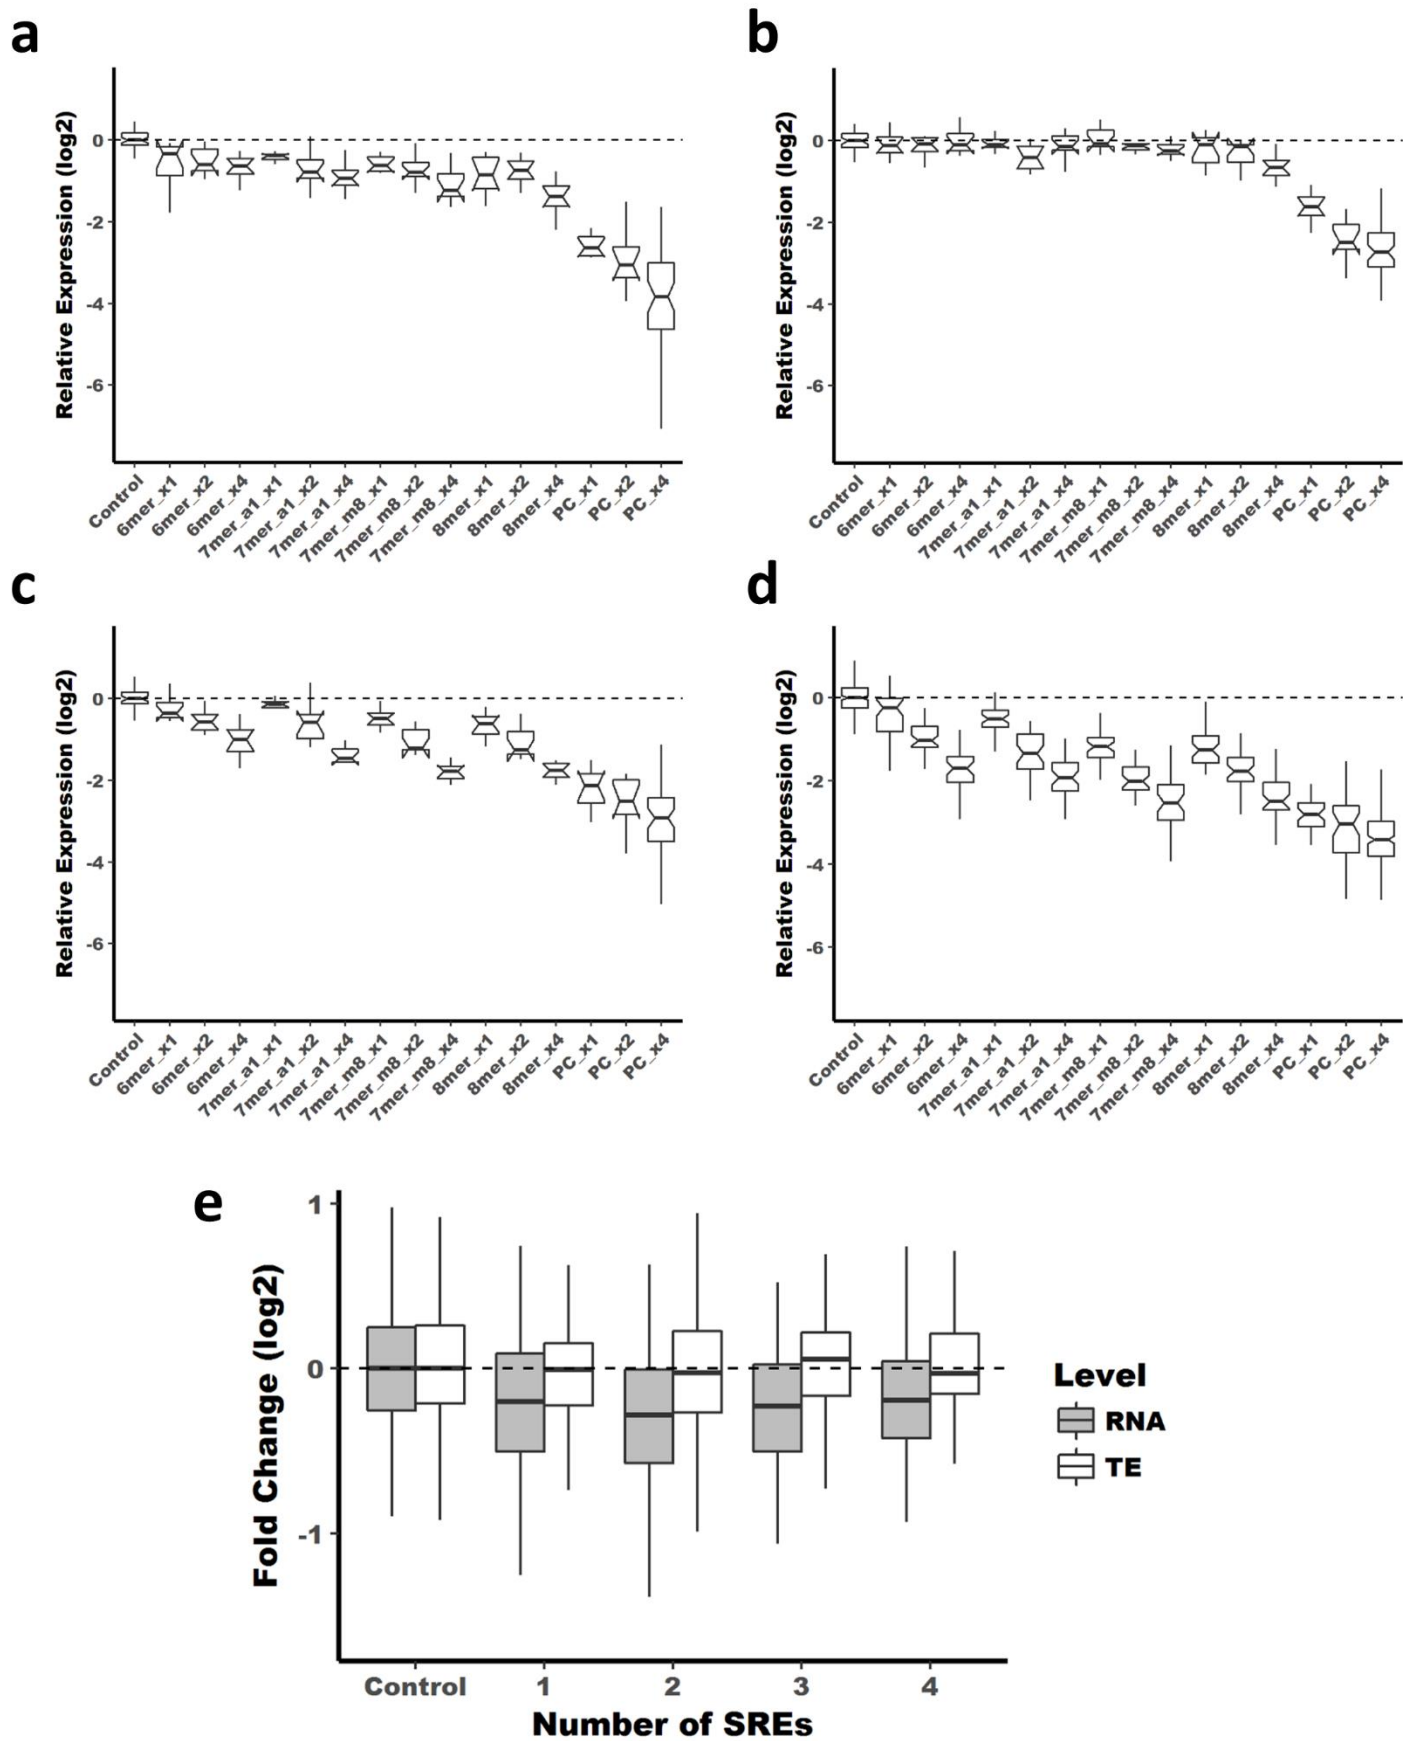 a
Relative Expression (log2)
0
-2
-4
-6
Control
6mer_x1
6mer_x2
6mer_x4
7mer_a1_x1
7mer_a1_x2
7mer_a1_x4
7mer_m8_x1
7mer_m8_x2
7mer_m8_x4
8mer_x1
8mer_x2
8mer_x4
PC_x1
PC_x2
PC_x4
b
Relative Expression (log2)
0
-2
-4
-6
Control
6mer_x1
6mer_x2
6mer_x4
7mer_a1_x1
7mer_a1_x2
7mer_a1_x4
7mer_m8_x1
7mer_m8_x2
7mer_m8_x4
8mer_x1
8mer_x2
8mer_x4
PC_x1
PC_x2
PC_x4
c
Relative Expression (log2)
0
-2
-4
-6
Control
6mer_x1
6mer_x2
6mer_x4
7mer_a1_x1
7mer_a1_x2
7mer_a1_x4
7mer_m8_x1
7mer_m8_x2
7mer_m8_x4
8mer_x1
8mer_x2
8mer_x4
PC_x1
PC_x2
PC_x4
d
Relative Expression (log2)
0
-2
-4
-6
Control
6mer_x1
6mer_x2
6mer_x4
7mer_a1_x1
7mer_a1_x2
7mer_a1_x4
7mer_m8_x1
7mer_m8_x2
7mer_m8_x4
8mer_x1
8mer_x2
8mer_x4
PC_x1
PC_x2
PC_x4
e
Fold Change (log2)
1
0
-1
Control 1 2 3 4
Number of SREs
Level
RNA
TE